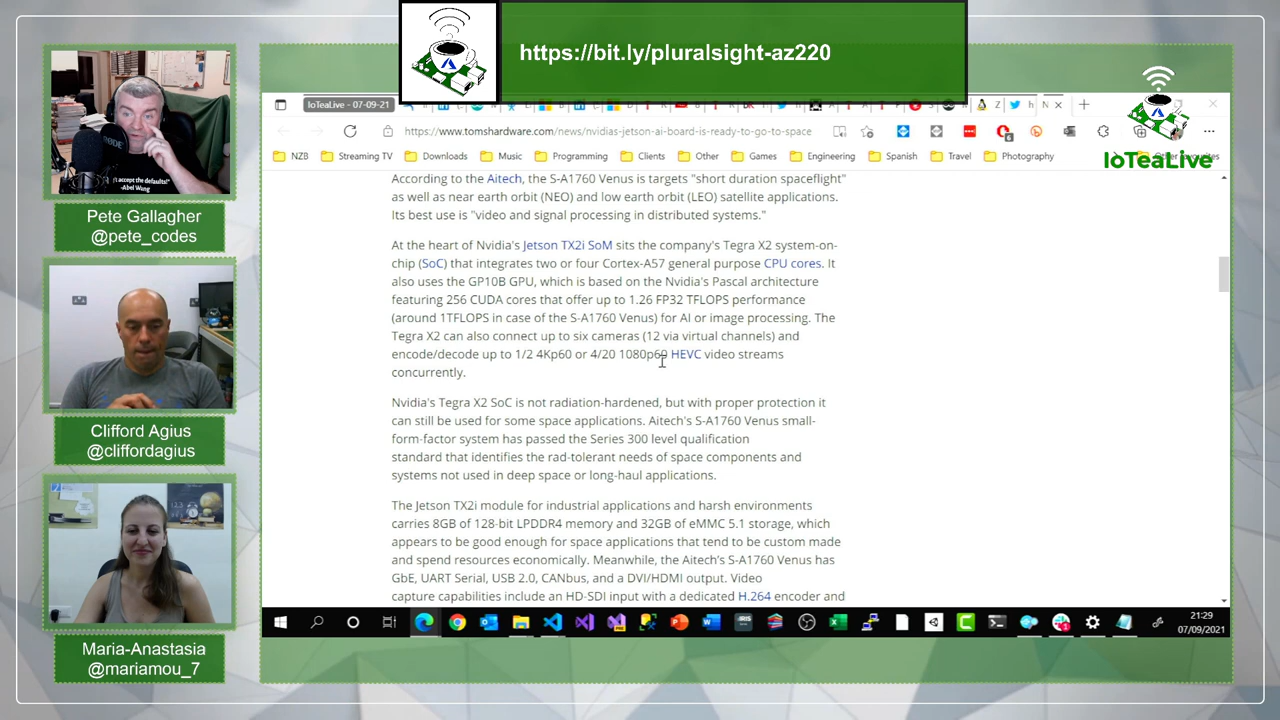 https://bit.ly/pluralsight-az220
IoTeaLive - 07-09-21
https://www.tomshardware.com/news/nvidias-jetson-ai-board-is-ready-to-go-to-space
NZB
Streaming TV
Downloads
Music
Programming
Clients
Other
Games
Engineering
Spanish
Travel
Photography
IoTeaLive
According to the Aitech, the S-A1760 Venus is targets "short duration spaceflight"
as well as near earth orbit (NEO) and low earth orbit (LEO) satellite applications.
Its best use is "video and signal processing in distributed systems."
At the heart of Nvidia's Jetson TX2i SoM sits the company's Tegra X2 system-on-
chip (SoC) that integrates two or four Cortex-A57 general purpose CPU cores. It
also uses the GP10B GPU, which is based on the Nvidia's Pascal architecture
featuring 256 CUDA cores that offer up to 1.26 FP32 TFLOPS performance
(around 1TFLOPS in case of the S-A1760 Venus) for AI or image processing. The
Tegra X2 can also connect up to six cameras (12 via virtual channels) and
encode/decode up to 1/2 4Kp60 or 4/20 1080p60 HEVC video streams
concurrently.
Nvidia's Tegra X2 SoC is not radiation-hardened, but with proper protection it
can still be used for some space applications. Aitech's S-A1760 Venus small-
form-factor system has passed the Series 300 level qualification
standard that identifies the rad-tolerant needs of space components and
systems not used in deep space or long-haul applications.
The Jetson TX2i module for industrial applications and harsh environments
carries 8GB of 128-bit LPDDR4 memory and 32GB of eMMC 5.1 storage, which
appears to be good enough for space applications that tend to be custom made
and spend resources economically. Meanwhile, the Aitech's S-A1760 Venus has
GbE, UART Serial, USB 2.0, CANbus, and a DVI/HDMI output. Video
capture capabilities include an HD-SDI input with a dedicated H.264 encoder and
21:29
07/09/2021
"I accept the defaults!"
-Abel Wang
Pete Gallagher
@pete_codes
Clifford Agius
@cliffordagius
Maria-Anastasia
@mariamou_7